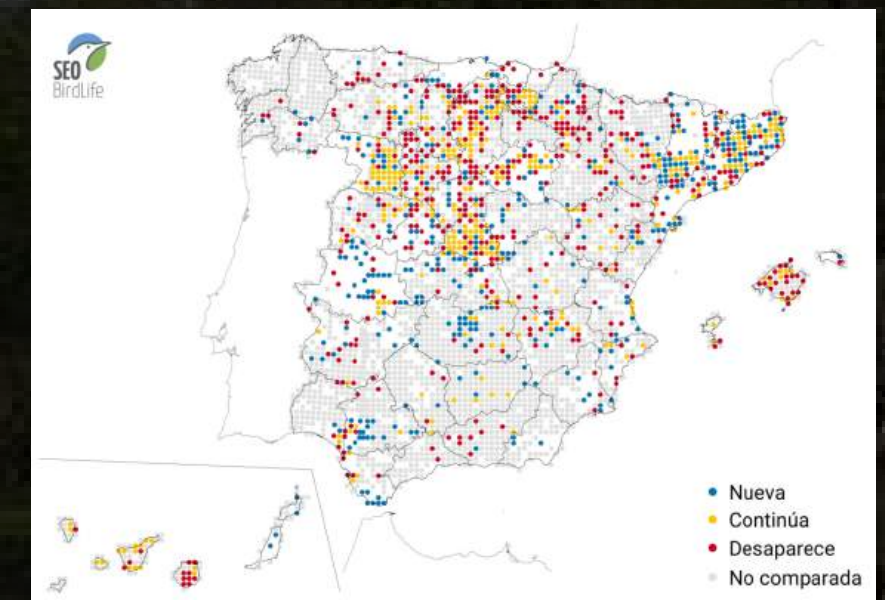 SEO
BirdLife
Nueva
Continúa
Desaparece
No comparada